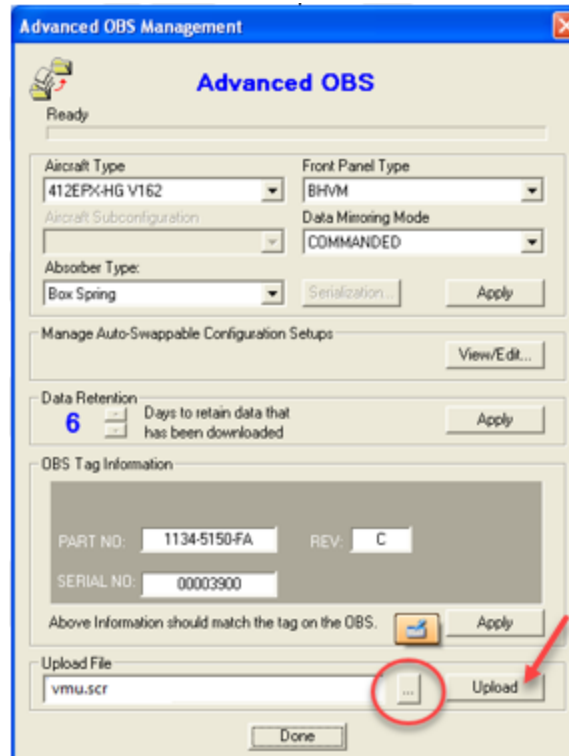 Advanced OBS Management
Advanced OBS
Ready
Aircraft Type
Front Panel Type
412EPX-HG V162
BHVM
Aircraft Subconfiguration
Data Mirroring Mode
COMMANDED
Absorber Type:
Box Spring
Serialization...
Apply
Manage Auto-Swappable Configuration Setups
View/Edit...
Data Retention
6
Days to retain data that
has been downloaded
Apply
OBS Tag Information
PART NO: 1134-5150-FA REV: C
SERIAL NO: 00003900
Above Information should match the tag on the OBS.
Apply
Upload File
vmu.scr
...
Upload
Done